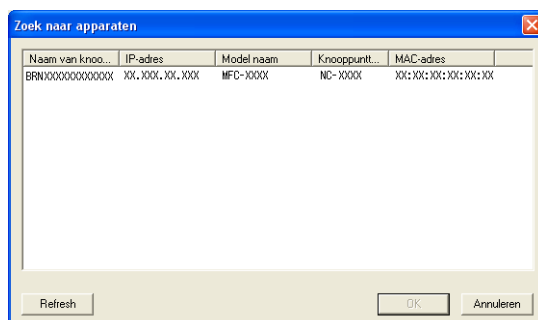 Zoek naar apparaten
Naam van knoo... IP-adres Model naam Knooppuntt... MAC-adres
BRNXXXXXXXXXXXX XX.XXX.XX.XXX MFC-XXXX NC-XXXX XX:XX:XX:XX:XX:XX
Refresh OK Annuleren